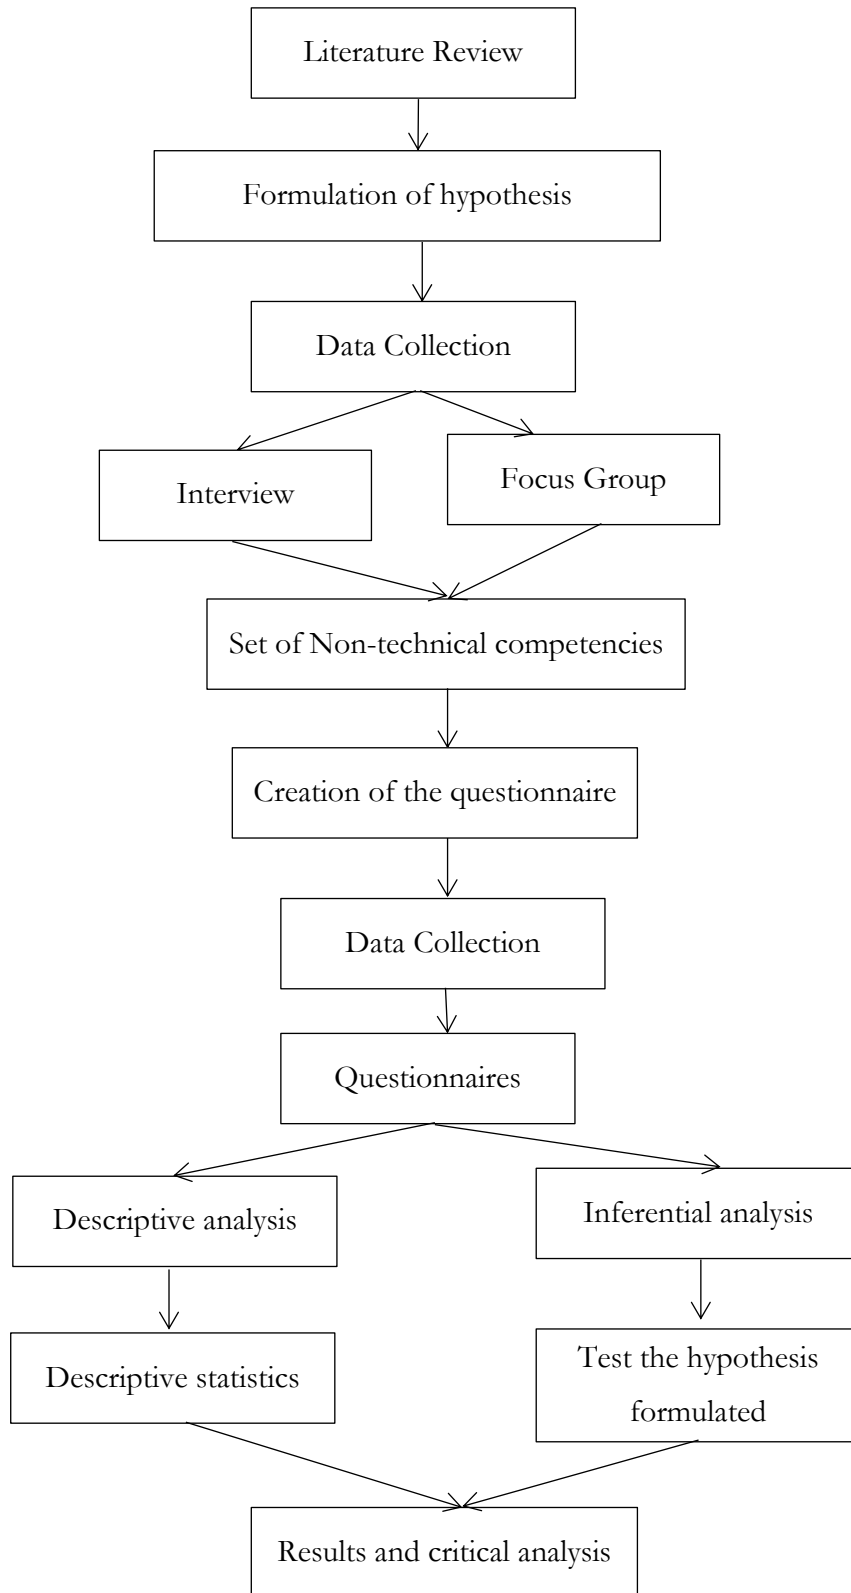 Literature Review
Formulation of hypothesis
Data Collection
Interview
Focus Group
Set of Non-technical competencies
Creation of the questionnaire
Data Collection
Questionnaires
Descriptive analysis
Inferential analysis
Descriptive statistics
Test the hypothesis
formulated
Results and critical analysis